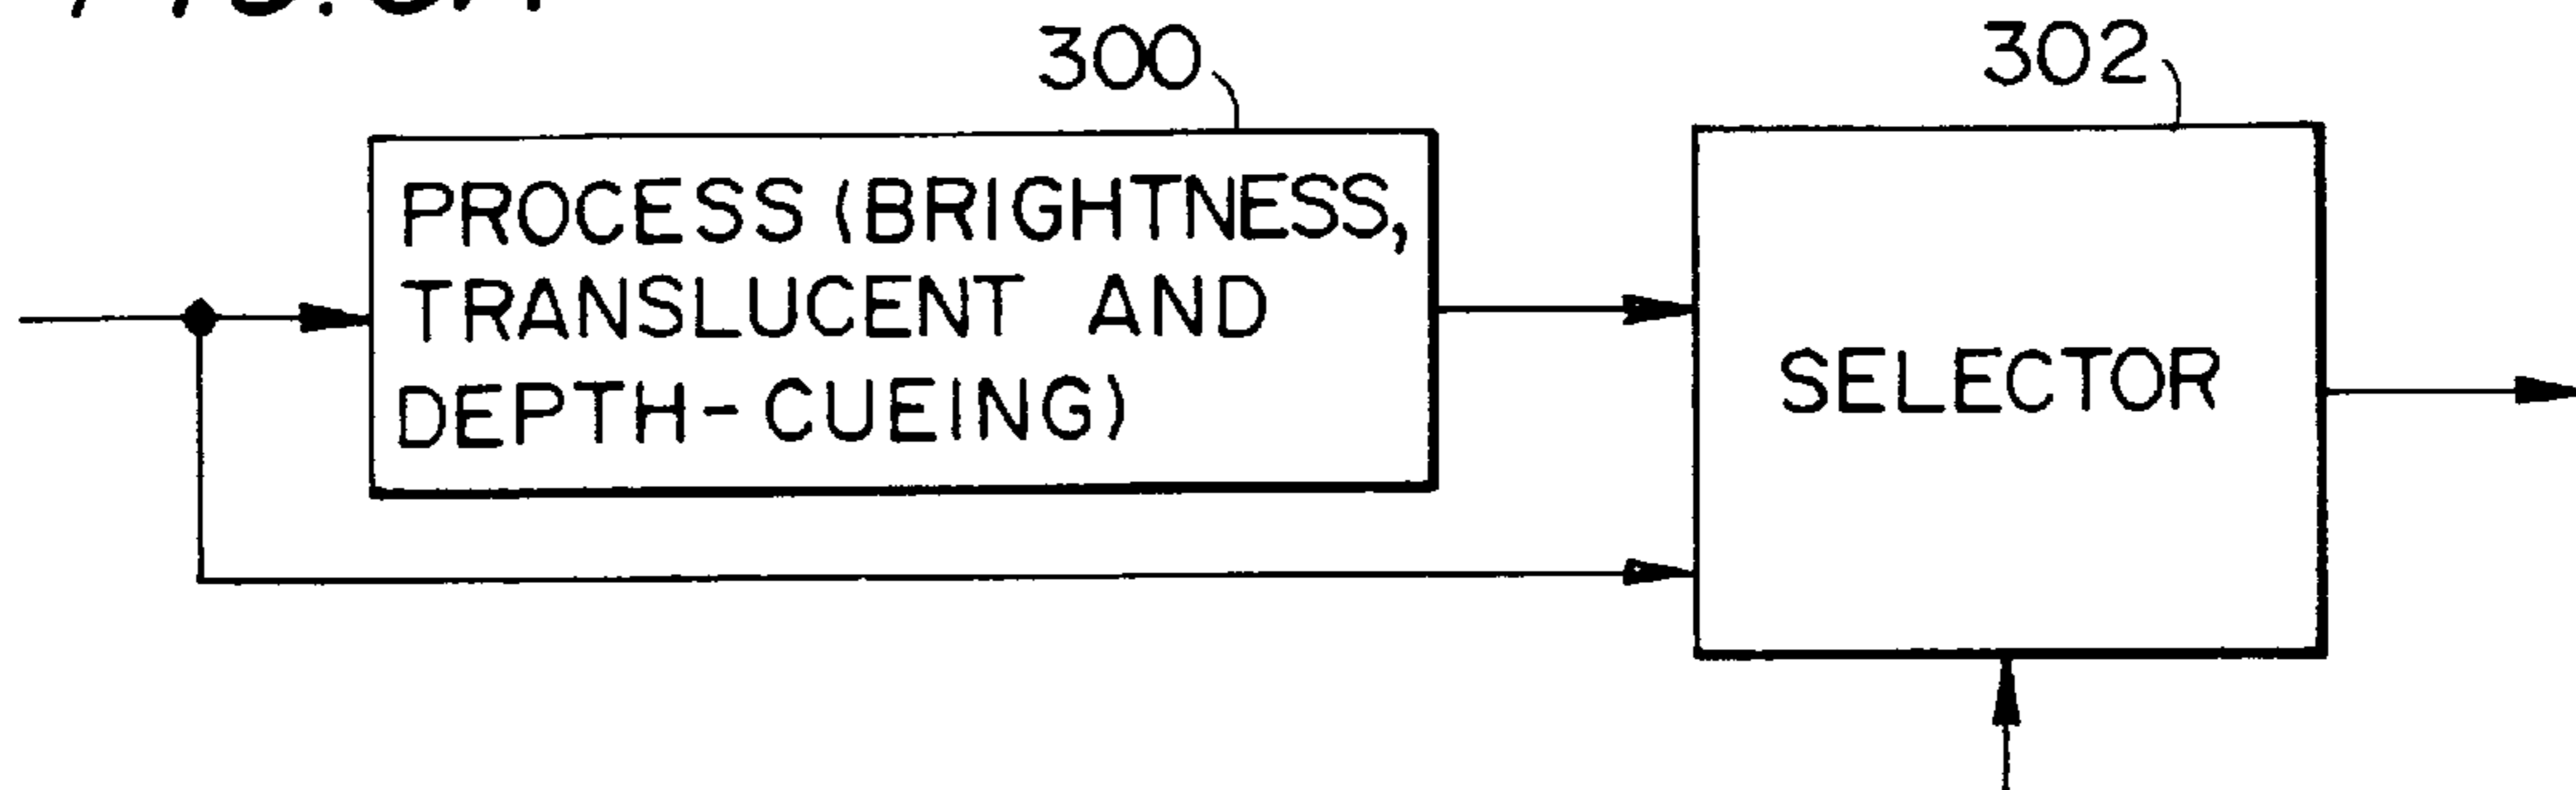 300
302
PROCESS (BRIGHTNESS,
TRANSLUCENT AND
DEPTH-CUEING)
SELECTOR